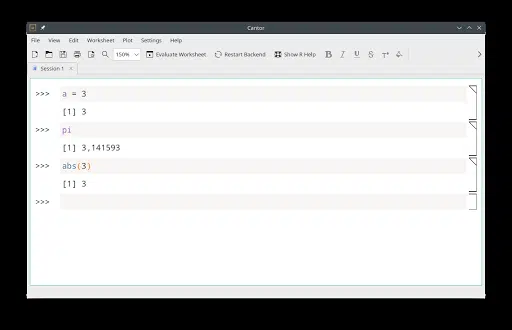 Cantor
File View Edit Worksheet Plot Settings Help
150% Evaluate Worksheet Restart Backend Show R Help B I U S
Session 1
>>> a = 3
[1] 3
>>> pi
[1] 3,141593
>>> abs(3)
[1] 3
>>>